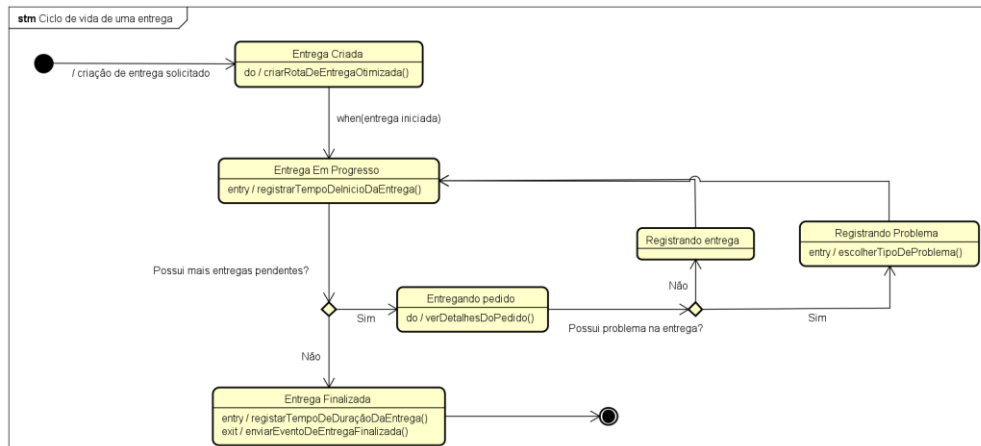 stm Ciclo de vida de uma entrega
Entrega Criada
do / criarRotaDeEntregaOtimizada()
/ criação de entrega solicitado
when(entrega iniciada)
Entrega Em Progresso
entry / registrarTempoDeInicioDaEntrega()
Registrando entrega
Registrando Problema
entry / escolherTipoDeProblema()
Possui mais entregas pendentes?
Não
Entregando pedido
do / verDetalhesDoPedido()
Sim
Possui problema na entrega?
Sim
Não
Entrega Finalizada
entry / registarTempoDeDuraçãoDaEntrega()
exit / enviarEventoDeEntregaFinalizada()